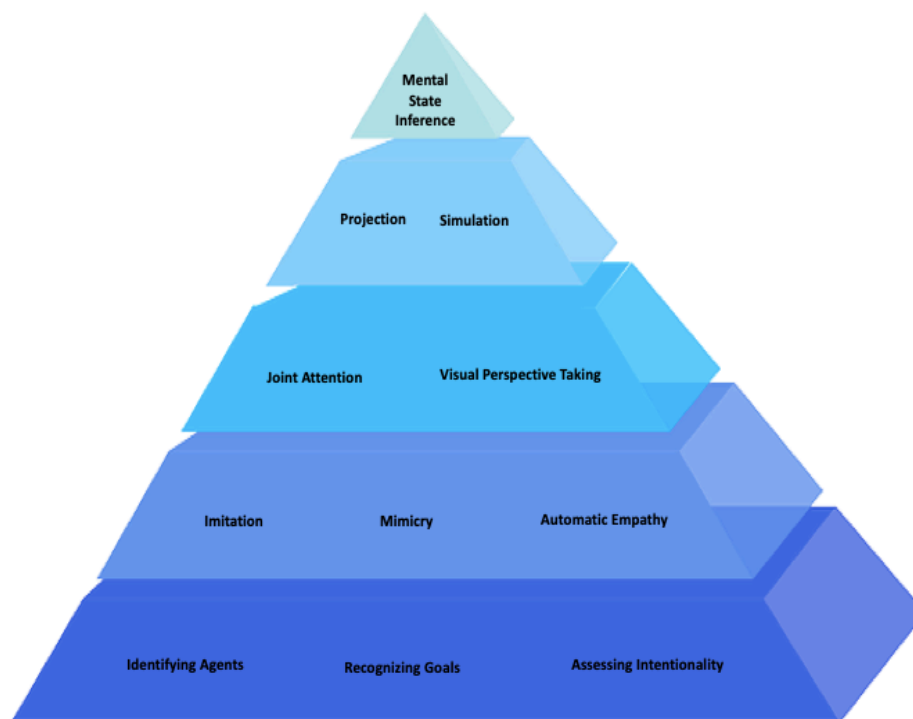 Mental
State
Inference
Projection Simulation
Joint Attention Visual Perspective Taking
Imitation Mimicry Automatic Empathy
Identifying Agents Recognizing Goals Assessing Intentionality